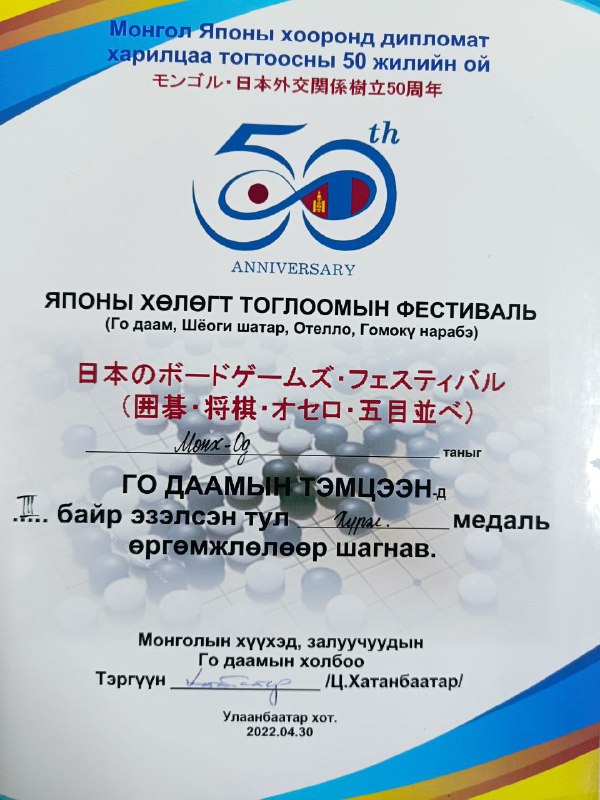 Монгол Японы хооронд дипломат
харилцаа тогтоосны 50 жилийн ой
モンゴル・日本外交関係樹立50周年
50th
ANNIVERSARY
ЯПОНЫ ХӨЛӨГТ ТОГЛООМЫН ФЕСТИВАЛЬ
(Го даам, Шёоги шатар, Отелло, Гомокү нарабэ)
日本のボードゲームズ・フェスティバル
（囲碁・将棋・オセロ・五目並べ）
Мөнх-Од таныг
ГО ДААМЫН ТЭМЦЭЭН-д
III байр эзэлсэн тул Хүрэл. медаль
өргөмжлөлөөр шагнав.
Монголын хүүхэд, залуучуудын
Го даамын холбоо
Тэргүүн /Ц.Хатанбаатар/
Улаанбаатар хот.
2022.04.30